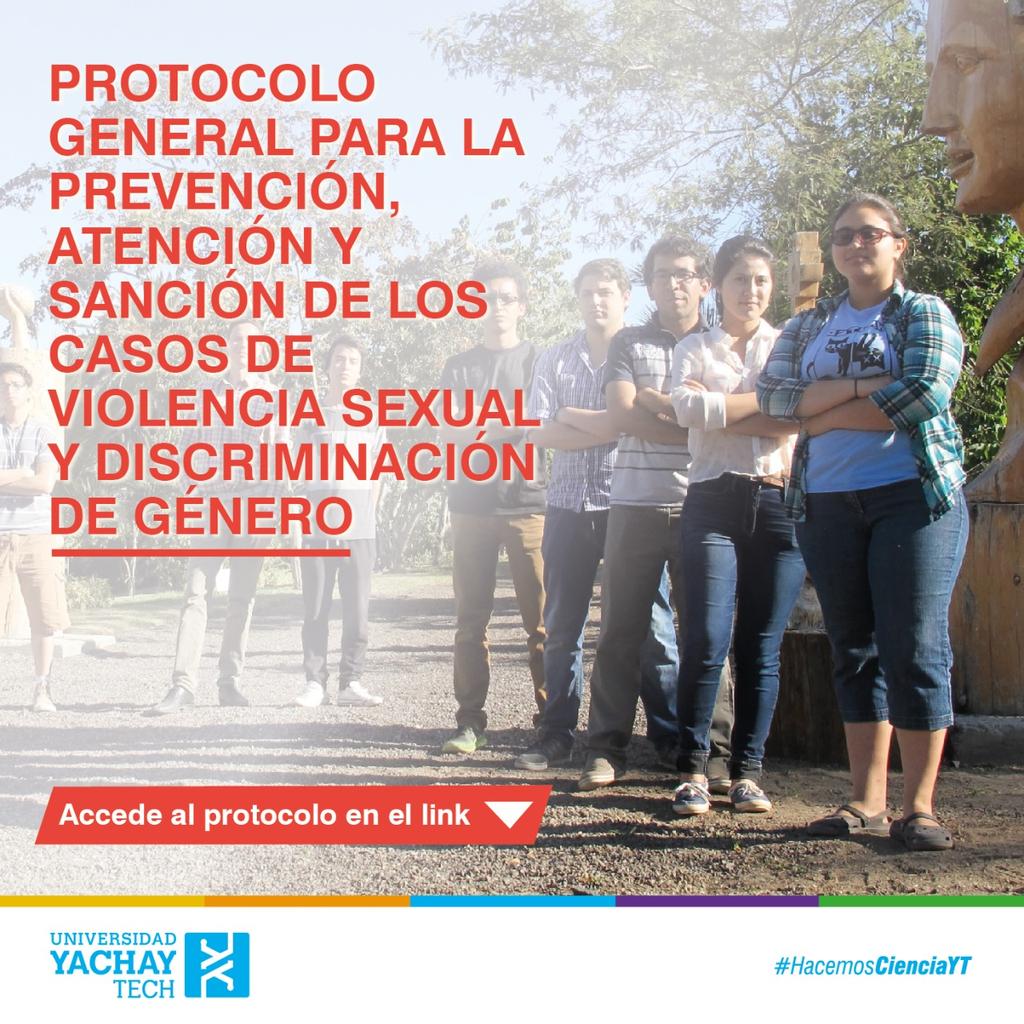 PROTOCOLO
GENERAL PARA LA
PREVENCIÓN,
ATENCIÓN Y
SANCIÓN DE LOS
CASOS DE
VIOLENCIA SEXUAL
Y DISCRIMINACIÓN
DE GÉNERO
Accede al protocolo en el link
UNIVERSIDAD
YACHAY
TECH
#HacemosCienciaYT